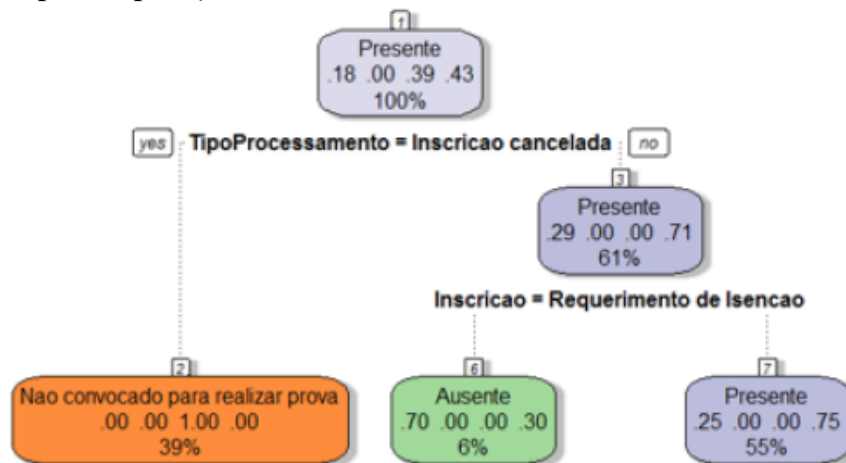 1
Presente
.18 .00 .39 .43
100%
yes TipoProcessamento = Inscricao cancelada no
3
Presente
.29 .00 .00 .71
61%
Inscricao = Requerimento de Isencao
2
Nao convocado para realizar prova
.00 .00 1.00 .00
39%
6
Ausente
.70 .00 .00 .30
6%
7
Presente
.25 .00 .00 .75
55%